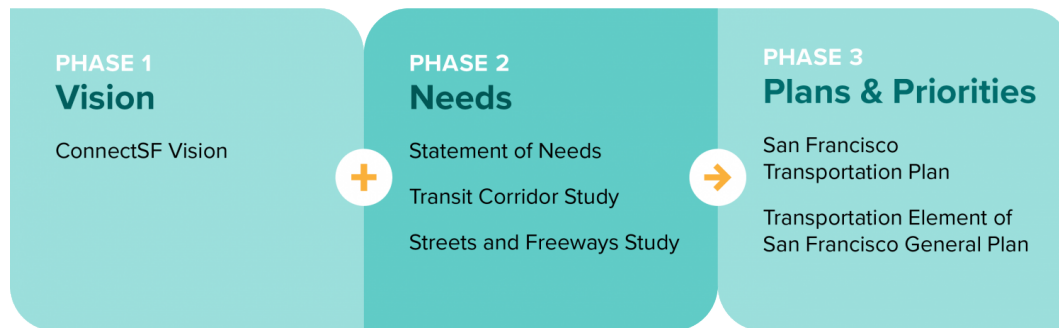 PHASE 1
Vision
ConnectSF Vision
PHASE 2
Needs
Statement of Needs
Transit Corridor Study
Streets and Freeways Study
PHASE 3
Plans & Priorities
San Francisco
Transportation Plan
Transportation Element of
San Francisco General Plan